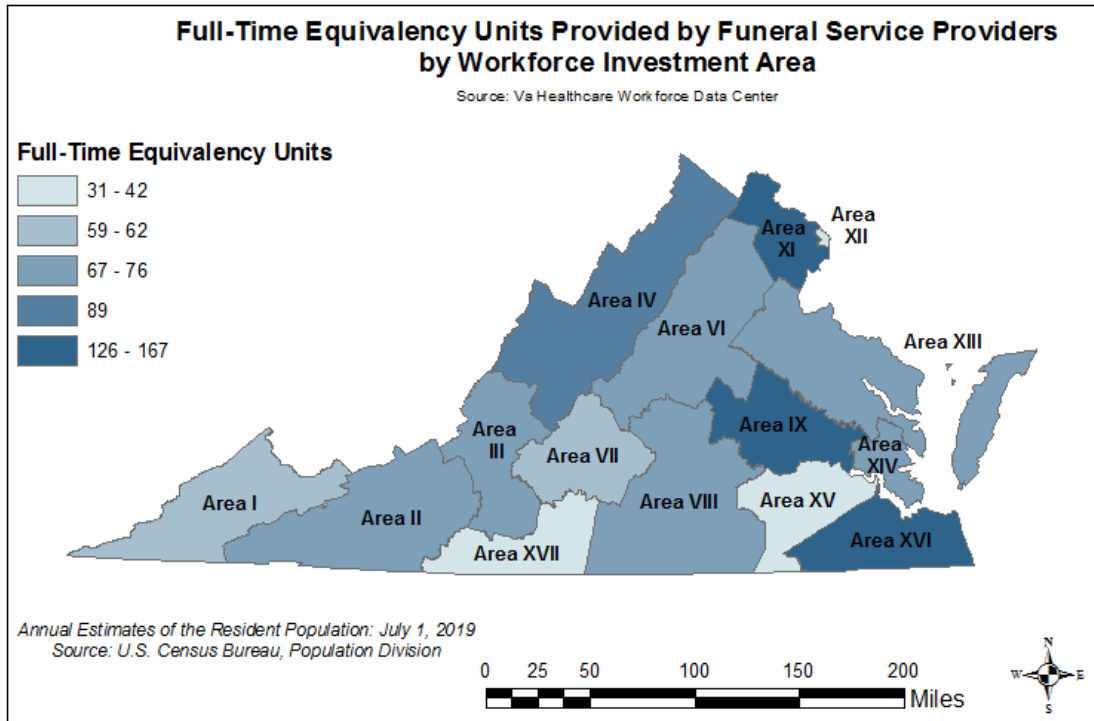 Full-Time Equivalency Units Provided by Funeral Service Providers
by Workforce Investment Area
Source: Va Healthcare Workforce Data Center
Full-Time Equivalency Units
31 - 42
59 - 62
67 - 76
89
126 - 167
Area
XII
Area
XI
Area IV
Area VI
Area XIII
Area IX
Area
III
Area VII
Area
XIV
Area I
Area II
Area VIII
Area XV
Area XVII
Area XVI
Annual Estimates of the Resident Population: July 1, 2019
Source: U.S. Census Bureau, Population Division
0 25 50 100 150 200
Miles
N
W E
S